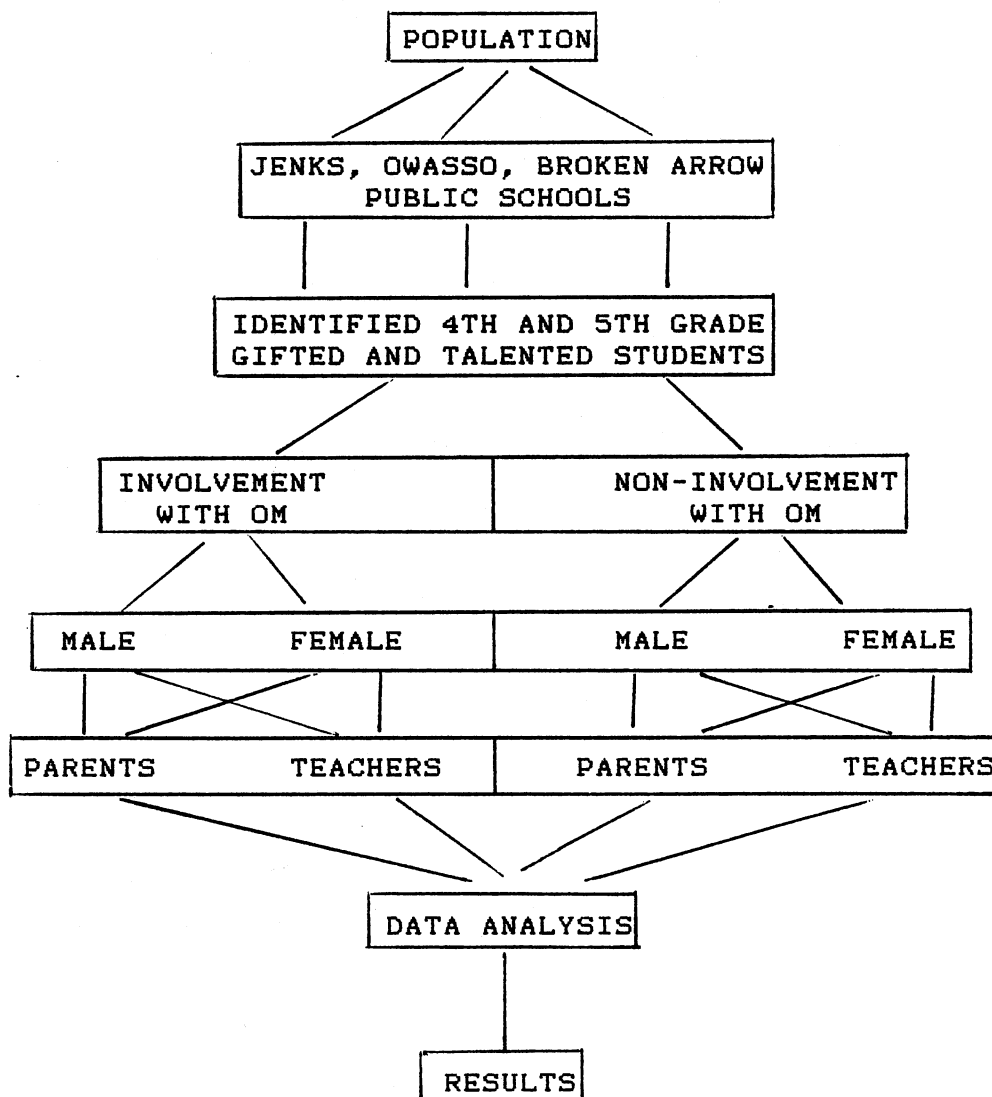 POPULATION
JENKS, OWASSO, BROKEN ARROW
PUBLIC SCHOOLS
IDENTIFIED 4TH AND 5TH GRADE
GIFTED AND TALENTED STUDENTS
INVOLVEMENT
WITH OM
NON-INVOLVEMENT
WITH OM
MALE FEMALE MALE FEMALE
PARENTS TEACHERS PARENTS TEACHERS
DATA ANALYSIS
RESULTS